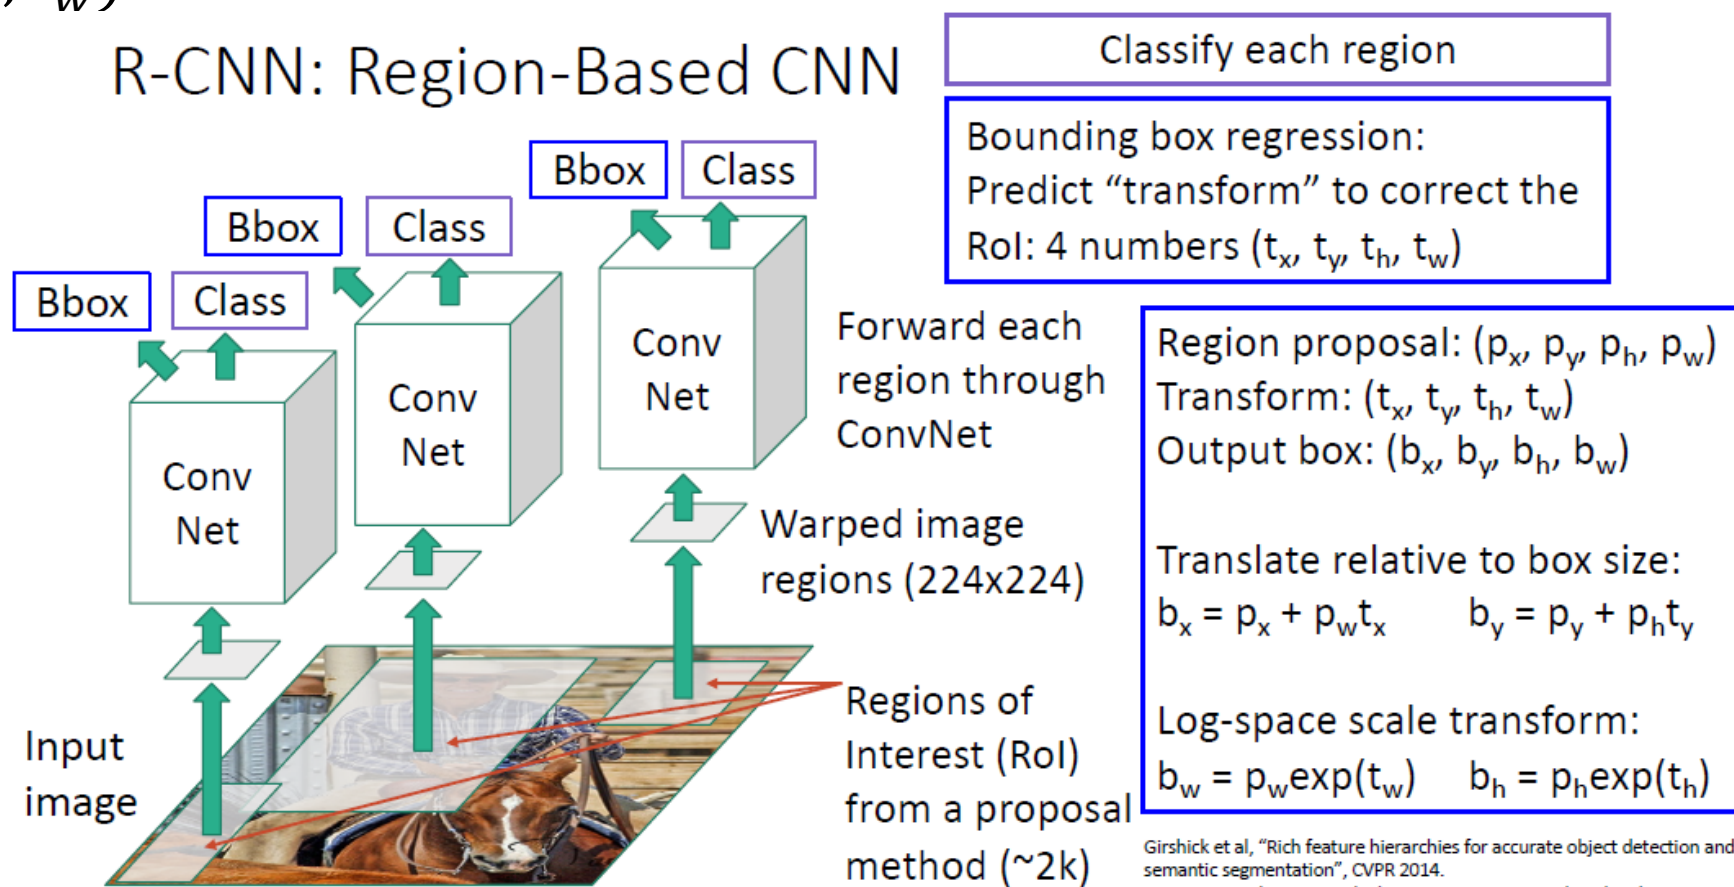 R-CNN: Region-Based CNN
Classify each region
Bounding box regression:
Predict “transform” to correct the
RoI: 4 numbers (tx, ty, th, tw)
Bbox
Class
Bbox
Class
Bbox
Class
Conv
Net
Conv
Net
Conv
Net
Forward each
region through
ConvNet
Warped image
regions (224x224)
Input
image
Regions of
Interest (RoI)
from a proposal
method (~2k)
Region proposal: (px, py, ph, pw)
Transform: (tx, ty, th, tw)
Output box: (bx, by, bh, bw)
Translate relative to box size:
bx = px + pwtx by = py + phty
Log-space scale transform:
bw = pwexp(tw) bh = phexp(th)
Girshick et al, “Rich feature hierarchies for accurate object detection and
semantic segmentation”, CVPR 2014.